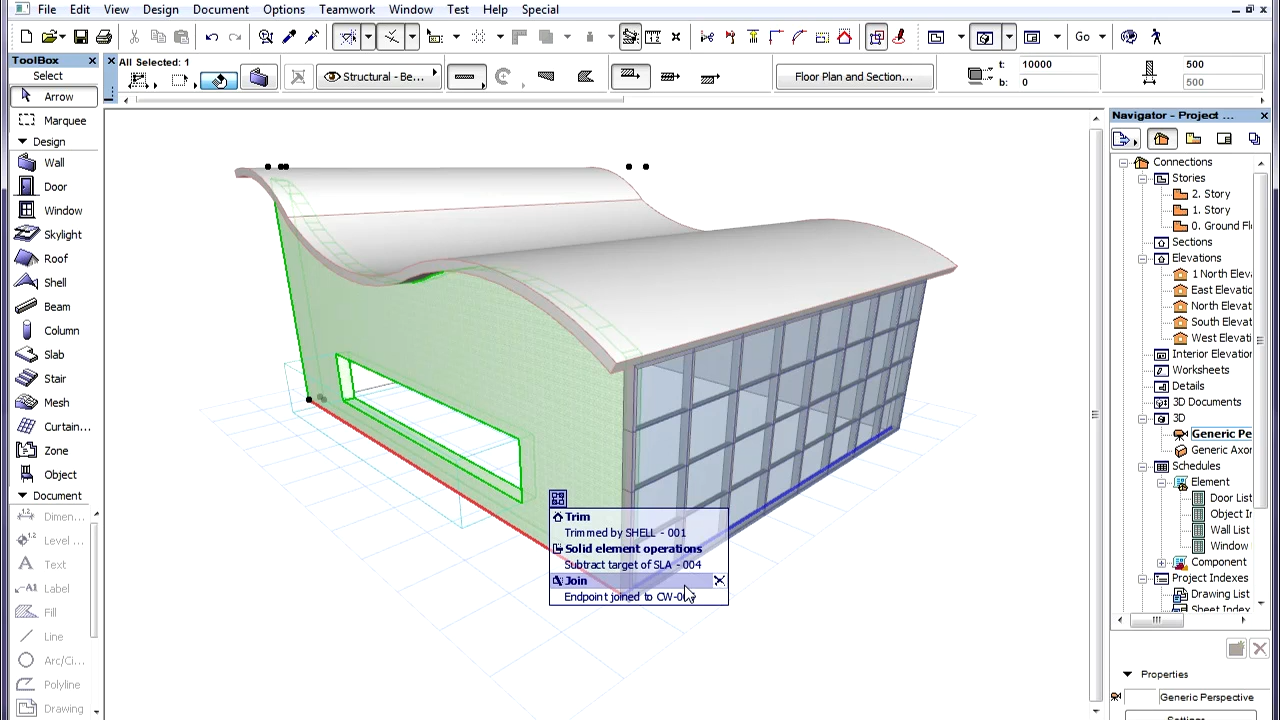 File Edit View Design Document Options Teamwork Window Test Help Special
Go
ToolBox
Select
Arrow
Marquee
Design
Wall
Door
Window
Skylight
Roof
Shell
Beam
Column
Slab
Stair
Mesh
Curtain...
Zone
Object
Document
Dimen...
Level ...
Text
Label
Fill
Line
Arc/Ci...
Polyline
Drawing
All Selected: 1
Structural - Be...
Floor Plan and Section...
t: 10000
b: 0
500
500
Trim
Trimmed by SHELL - 001
Solid element operations
Subtract target of SLA - 004
Join
Endpoint joined to
Navigator - Project ...
Connections
Stories
2. Story
1. Story
0. Ground Fl
Sections
Elevations
1 North Elev
East Elevatio
North Elevat
South Elevat
West Elevati
Interior Elevation
Worksheets
Details
3D Documents
3D
Generic Pe
Generic Axor
Schedules
Element
Door List
Object Ir
Wall List
Window
Component
Project Indexes
Drawing List
Sheet Index
Properties
Generic Perspective